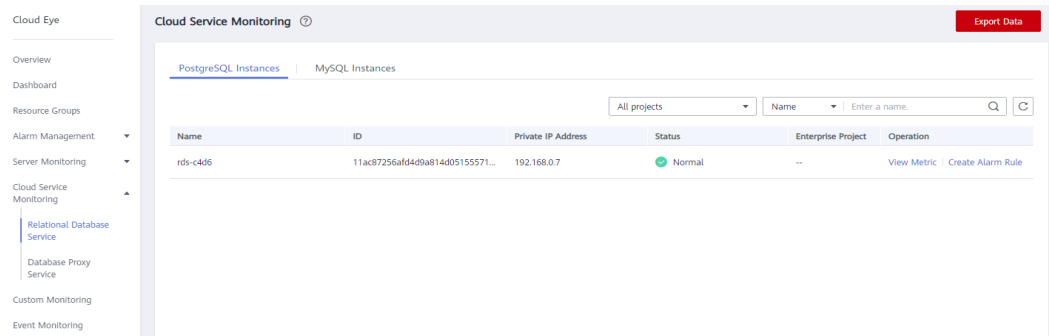 Cloud Eye
Overview
Dashboard
Resource Groups
Alarm Management
Server Monitoring
Cloud Service
Monitoring
Relational Database
Service
Database Proxy
Service
Custom Monitoring
Event Monitoring
Cloud Service Monitoring ?
Export Data
PostgreSQL Instances MySQL Instances
All projects Name Enter a name.
Name ID Private IP Address Status Enterprise Project Operation
rds-c4d6 11ac87256afd4d9a814d05155571... 192.168.0.7 Normal -- View Metric Create Alarm Rule